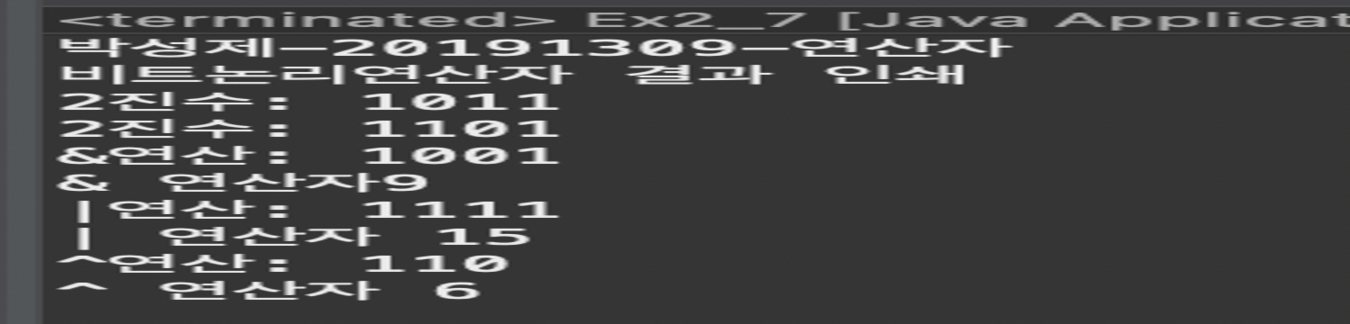 <terminated> Ex2_7 [Java Applicat
박성제-20191309-연산자
비트논리연산자 결과 인쇄
2진수: 1011
2진수: 1101
&연산: 1001
& 연산자9
|연산: 1111
| 연산자 15
^연산: 110
^ 연산자 6